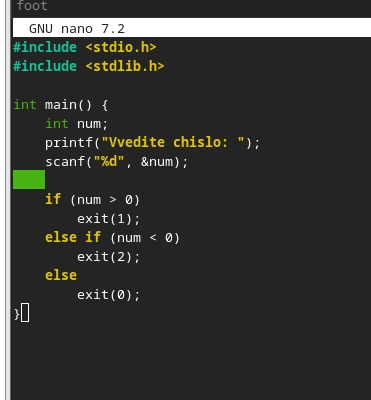 foot
GNU nano 7.2
#include <stdio.h>
#include <stdlib.h>

int main() {
    int num;
    printf("Vvedite chislo: ");
    scanf("%d", &num);

    if (num > 0)
        exit(1);
    else if (num < 0)
        exit(2);
    else
        exit(0);
}